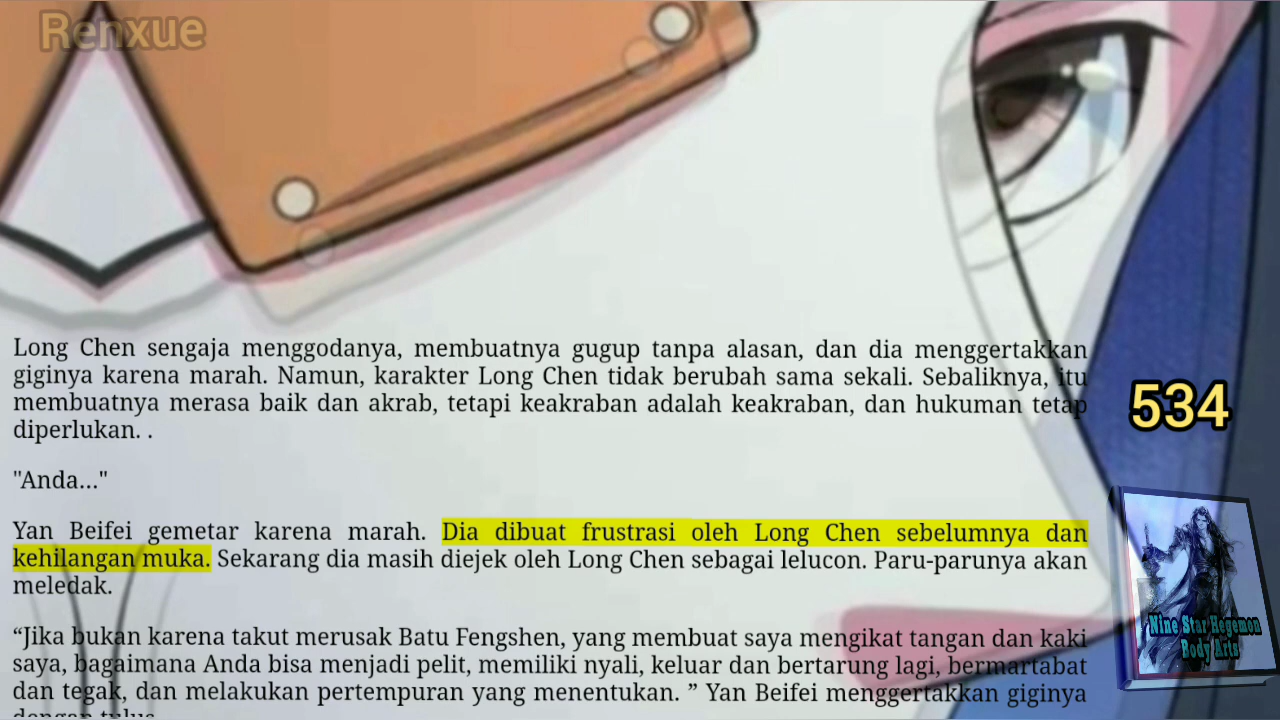 Renxue
Long Chen sengaja menggodanya, membuatnya gugup tanpa alasan, dan dia menggertakkan
giginya karena marah. Namun, karakter Long Chen tidak berubah sama sekali. Sebaliknya, itu
membuatnya merasa baik dan akrab, tetapi keakraban adalah keakraban, dan hukuman tetap
diperlukan. .
"Anda..."
Yan Beifei gemetar karena marah. Dia dibuat frustrasi oleh Long Chen sebelumnya dan
kehilangan muka. Sekarang dia masih diejek oleh Long Chen sebagai lelucon. Paru-parunya akan
meledak.
“Jika bukan karena takut merusak Batu Fengshen, yang membuat saya mengikat tangan dan kaki
saya, bagaimana Anda bisa menjadi pelit, memiliki nyali, keluar dan bertarung lagi, bermartabat
dan tegak, dan melakukan pertempuran yang menentukan. ” Yan Beifei menggertakkan giginya
534
Nine Star Hegemon
Body Arts